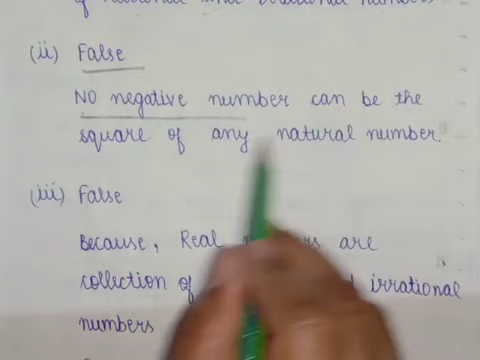 (ii) False
NO negative number can be the
square of any natural number.
(iii) False
Because, Real are
collection of irrational
numbers